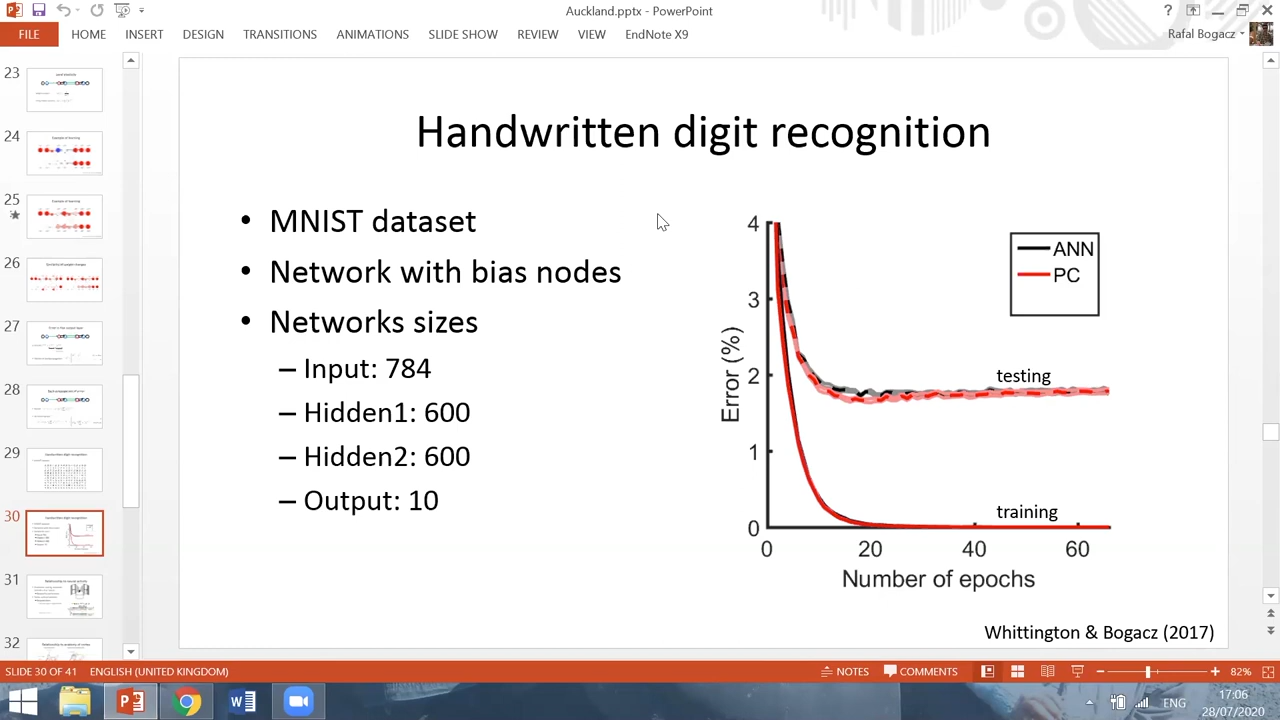 Auckland.pptx - PowerPoint
FILE HOME INSERT DESIGN TRANSITIONS ANIMATIONS SLIDE SHOW REVIEW VIEW EndNote X9 Rafal Bogacz
23
24
25
26
27
28
29
30
31
32
Handwritten digit recognition
• MNIST dataset
• Network with bias nodes
• Networks sizes
– Input: 784
– Hidden1: 600
– Hidden2: 600
– Output: 10
Error (%)
4
3
2
1
0
ANN
PC
testing
training
0 20 40 60
Number of epochs
Whittington & Bogacz (2017)
SLIDE 30 OF 41 ENGLISH (UNITED KINGDOM) NOTES COMMENTS 82%
ENG 17:06
28/07/2020